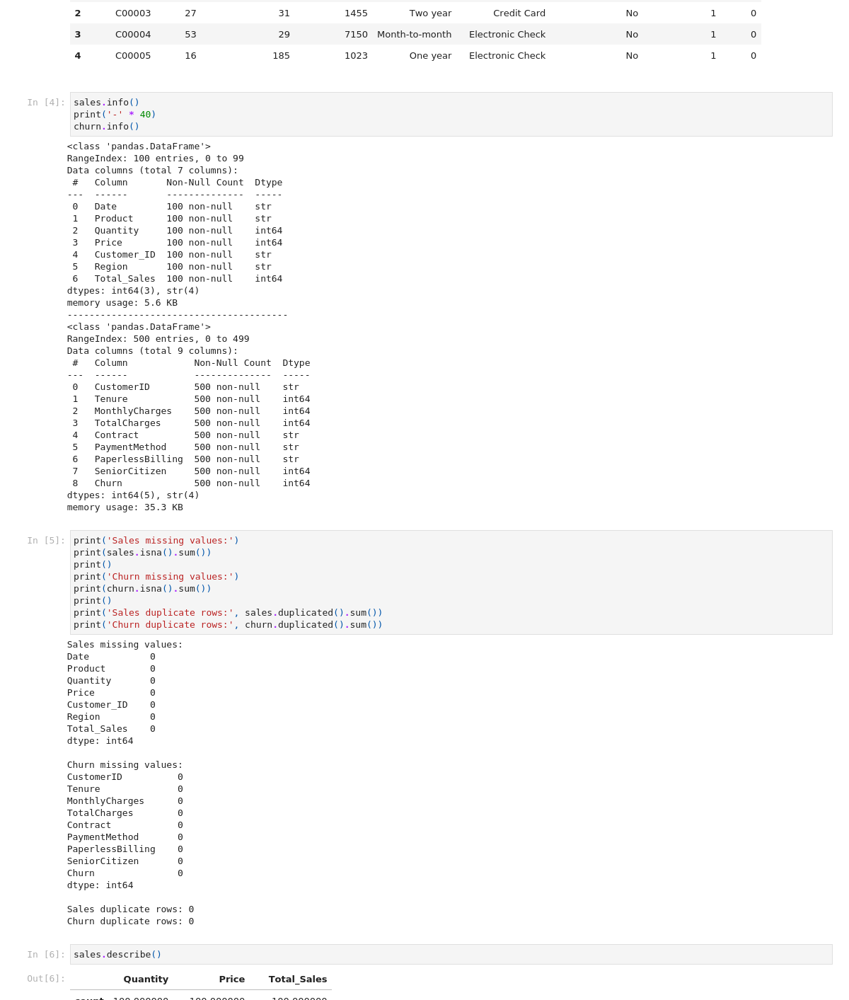 2 C00003 27 31 1455 Two year Credit Card No 1 0
3 C00004 53 29 7150 Month-to-month Electronic Check No 1 0
4 C00005 16 185 1023 One year Electronic Check No 1 0
In [4]: sales.info()
print('-' * 40)
churn.info()
<class 'pandas.DataFrame'>
RangeIndex: 100 entries, 0 to 99
Data columns (total 7 columns):
 #   Column       Non-Null Count  Dtype
---  ------       --------------  -----
 0   Date         100 non-null    str
 1   Product      100 non-null    str
 2   Quantity     100 non-null    int64
 3   Price        100 non-null    int64
 4   Customer_ID  100 non-null    str
 5   Region       100 non-null    str
 6   Total_Sales  100 non-null    int64
dtypes: int64(3), str(4)
memory usage: 5.6 KB
----------------------------------------
<class 'pandas.DataFrame'>
RangeIndex: 500 entries, 0 to 499
Data columns (total 9 columns):
 #   Column            Non-Null Count  Dtype
---  ------            --------------  -----
 0   CustomerID        500 non-null    str
 1   Tenure            500 non-null    int64
 2   MonthlyCharges    500 non-null    int64
 3   TotalCharges      500 non-null    int64
 4   Contract          500 non-null    str
 5   PaymentMethod     500 non-null    str
 6   PaperlessBilling  500 non-null    str
 7   SeniorCitizen     500 non-null    int64
 8   Churn             500 non-null    int64
dtypes: int64(5), str(4)
memory usage: 35.3 KB
In [5]: print('Sales missing values:')
print(sales.isna().sum())
print()
print('Churn missing values:')
print(churn.isna().sum())
print()
print('Sales duplicate rows:', sales.duplicated().sum())
print('Churn duplicate rows:', churn.duplicated().sum())
Sales missing values:
Date           0
Product        0
Quantity       0
Price          0
Customer_ID    0
Region         0
Total_Sales    0
dtype: int64
Churn missing values:
CustomerID          0
Tenure              0
MonthlyCharges      0
TotalCharges        0
Contract            0
PaymentMethod       0
PaperlessBilling    0
SeniorCitizen       0
Churn               0
dtype: int64
Sales duplicate rows: 0
Churn duplicate rows: 0
In [6]: sales.describe()
Out[6]: Quantity Price Total_Sales
count 100.000000 100.000000 100.000000